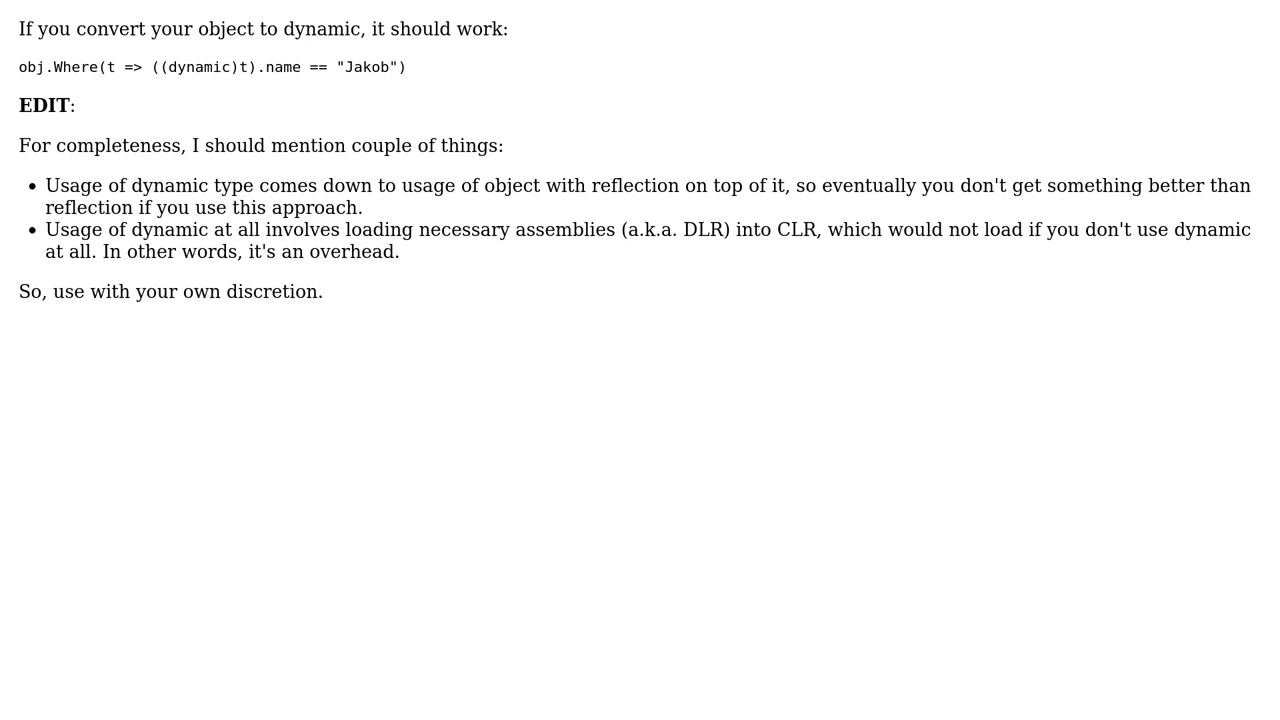 If you convert your object to dynamic, it should work:
obj.Where(t => ((dynamic)t).name == "Jakob")
EDIT:
For completeness, I should mention couple of things:
• Usage of dynamic type comes down to usage of object with reflection on top of it, so eventually you don't get something better than
reflection if you use this approach.
• Usage of dynamic at all involves loading necessary assemblies (a.k.a. DLR) into CLR, which would not load if you don't use dynamic
at all. In other words, it's an overhead.
So, use with your own discretion.